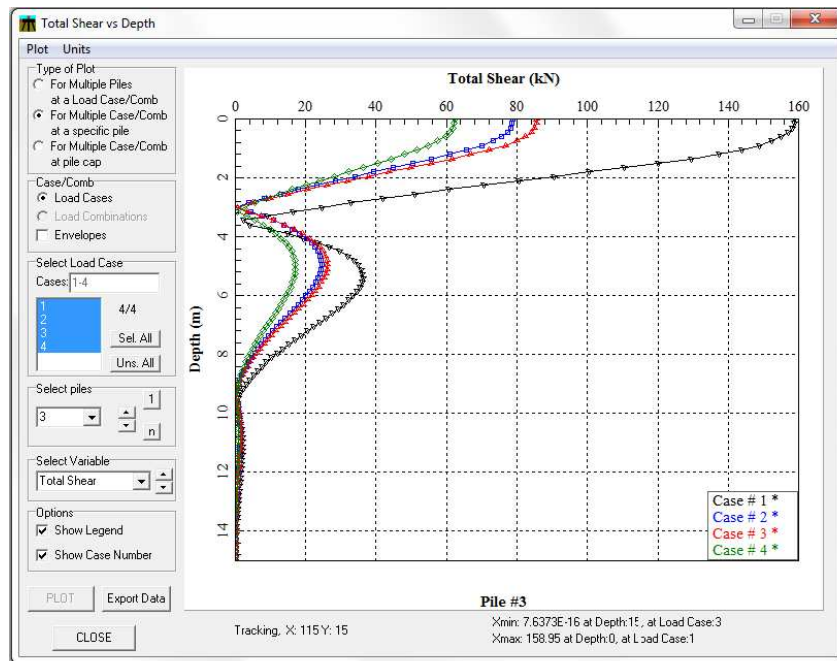 Total Shear vs Depth
Plot Units
Type of Plot
For Multiple Piles
at a Load Case/Comb
For Multiple Case/Comb
at a specific pile
For Multiple Case/Comb
at pile cap
Case/Comb
Load Cases
Load Combinations
Envelopes
Select Load Case
Cases: 1-4
1
2
3
4
4/4
Sel. All
Uns. All
Select piles
3
1
n
Select Variable
Total Shear
Options
Show Legend
Show Case Number
PLOT
Export Data
CLOSE
Total Shear (kN)
0 20 40 60 80 100 120 140 160
Depth (m)
0
2
4
6
8
10
12
14
Case # 1 *
Case # 2 *
Case # 3 *
Case # 4 *
Pile #3
Tracking, X: 115 Y: 15
Xmin: 7.6373E-16 at Depth:15, at Load Case:3
Xmax: 158.95 at Depth:0, at Load Case:1